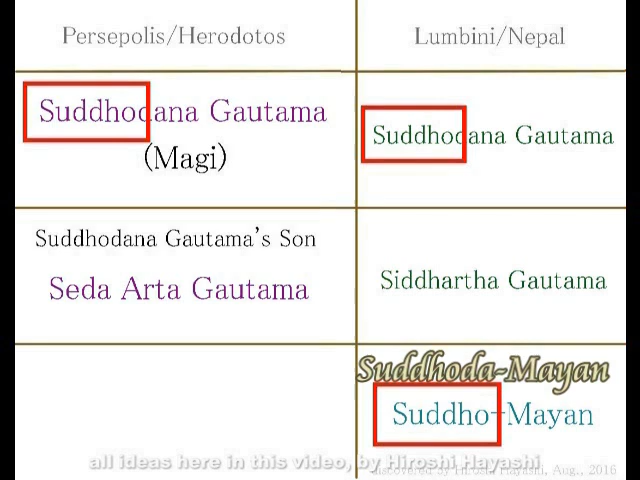 Persepolis/Herodotos
Lumbini/Nepal
Suddhodana Gautama
(Magi)
Suddhodana Gautama
Suddhodana Gautama's Son
Seda Arta Gautama
Siddhartha Gautama
Suddhoda-Mayan
Suddho-Mayan
all ideas here in this video, by Hiroshi Hayashi
discovered by Hiroshi Hayashi, Aug., 2016